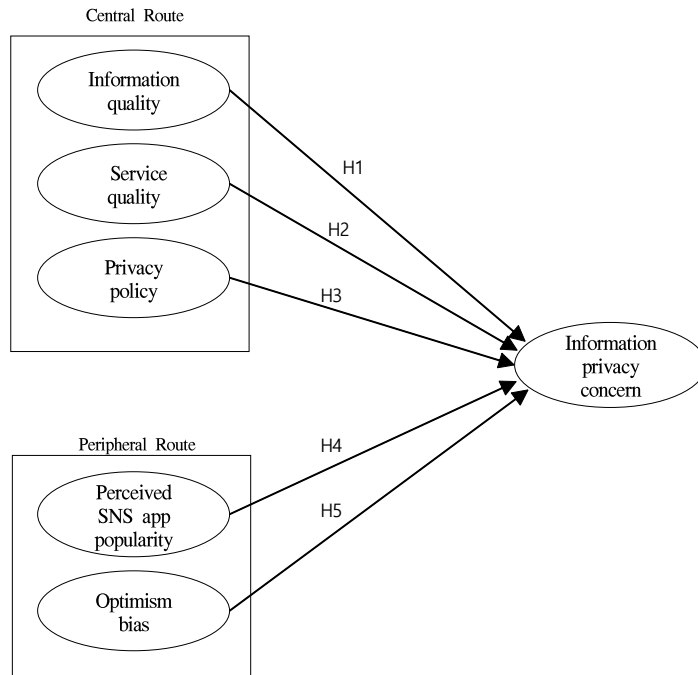 Central Route
Information
quality
Service
quality
Privacy
policy
H1
H2
H3
Information
privacy
concern
Peripheral Route
Perceived
SNS app
popularity
Optimism
bias
H4
H5